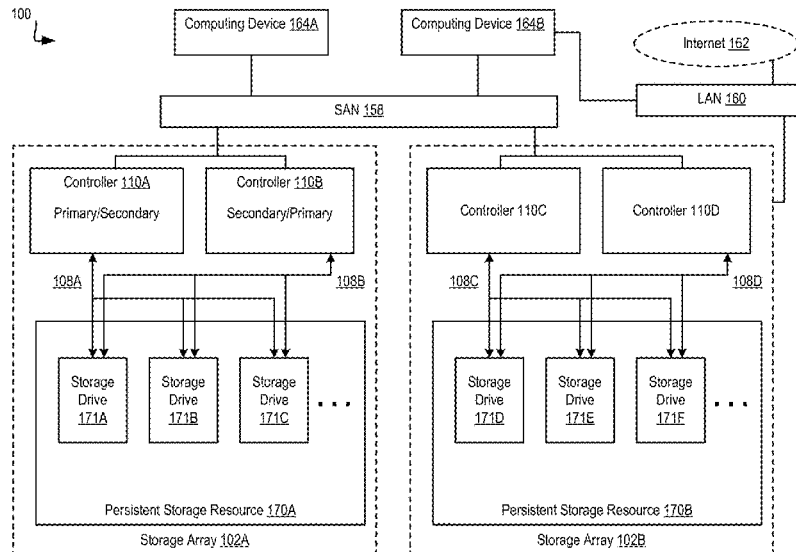 100
Computing Device 164A
Computing Device 164B
Internet 162
SAN 158
LAN 160
Controller 110A
Primary/Secondary
Controller 110B
Secondary/Primary
Controller 110C
Controller 110D
108A
108B
108C
108D
Storage
Drive
171A
Storage
Drive
171B
Storage
Drive
171C
Storage
Drive
171D
Storage
Drive
171E
Storage
Drive
171F
Persistent Storage Resource 170A
Persistent Storage Resource 170B
Storage Array 102A
Storage Array 102B